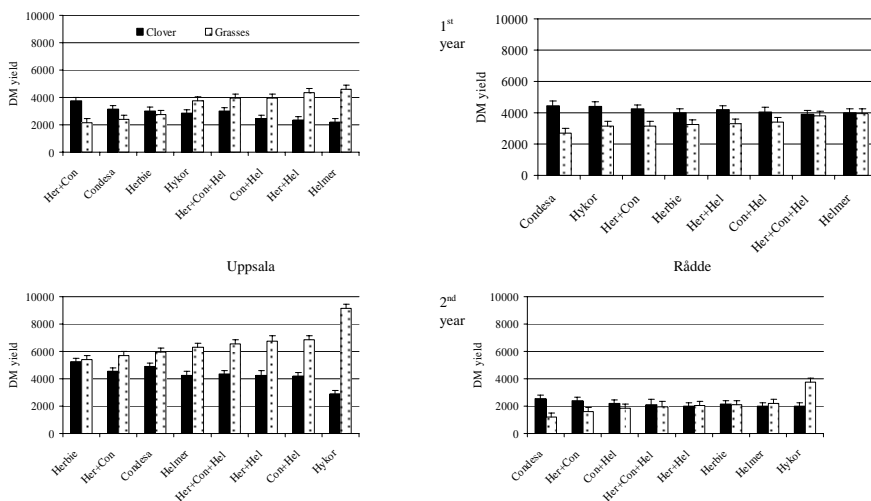 10000
8000
6000
4000
2000
0
DM yield
Clover Grasses
Her+Con Condesa Herbie Hykor Her+Con+Hel Con+Hel Her+Hel Helmer
1st
year
10000
8000
6000
4000
2000
0
DM yield
Condesa Hykor Her+Con Herbie Her+Hel Con+Hel Her+Con+Hel Helmer
Uppsala
Rådde
10000
8000
6000
4000
2000
0
DM yield
Herbie Her+Con Condesa Helmer Her+Con+Hel Her+Hel Con+Hel Hykor
2nd
year
10000
8000
6000
4000
2000
0
DM yield
Condesa Her+Con Con+Hel Her+Con+Hel Her+Hel Herbie Helmer Hykor